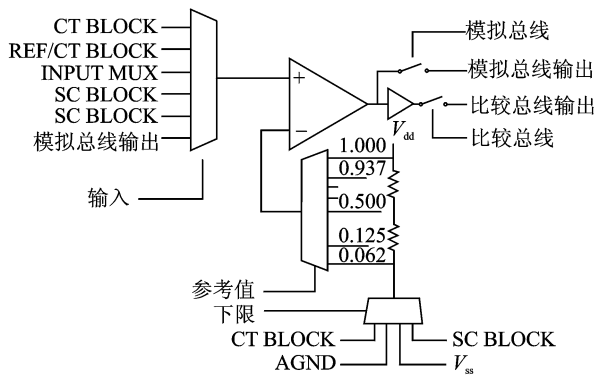 CT BLOCK
REF/CT BLOCK
INPUT MUX
SC BLOCK
SC BLOCK
模拟总线输出
输入
+
−
模拟总线
模拟总线输出
比较总线输出
比较总线
Vdd
1.000
0.937
0.500
0.125
0.062
参考值
下限
CT BLOCK
AGND
SC BLOCK
Vss